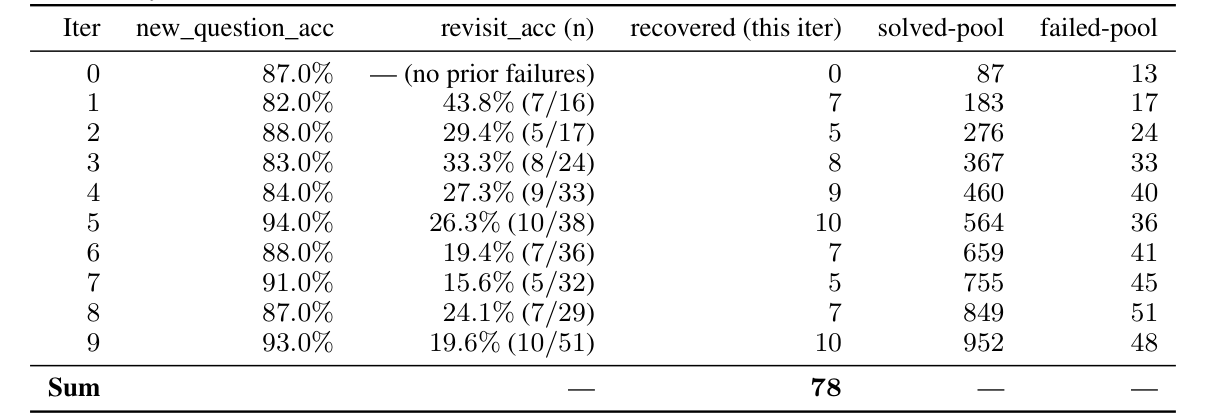 Iter new_question_acc revisit_acc (n) recovered (this iter) solved-pool failed-pool
0 87.0% — (no prior failures) 0 87 13
1 82.0% 43.8% (7/16) 7 183 17
2 88.0% 29.4% (5/17) 5 276 24
3 83.0% 33.3% (8/24) 8 367 33
4 84.0% 27.3% (9/33) 9 460 40
5 94.0% 26.3% (10/38) 10 564 36
6 88.0% 19.4% (7/36) 7 659 41
7 91.0% 15.6% (5/32) 5 755 45
8 87.0% 24.1% (7/29) 7 849 51
9 93.0% 19.6% (10/51) 10 952 48
Sum — 78 — —